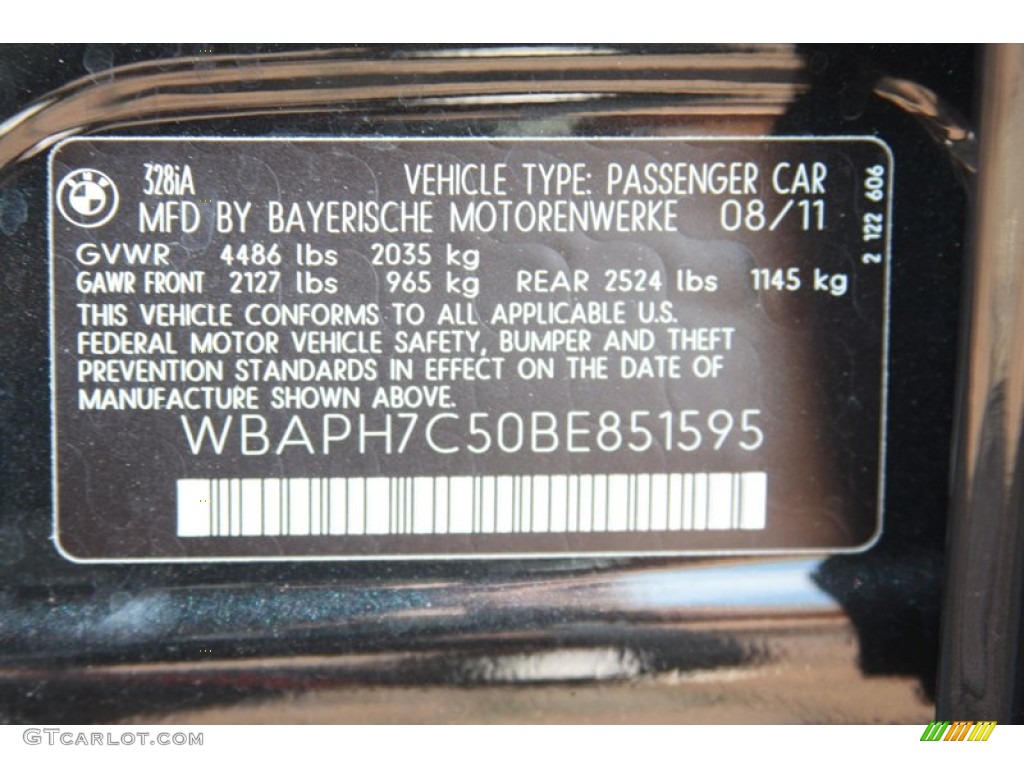 328iA VEHICLE TYPE: PASSENGER CAR
MFD BY BAYERISCHE MOTORENWERKE 08/11
GVWR 4486 lbs 2035 kg
GAWR FRONT 2127 lbs 965 kg REAR 2524 lbs 1145 kg
THIS VEHICLE CONFORMS TO ALL APPLICABLE U.S.
FEDERAL MOTOR VEHICLE SAFETY, BUMPER AND THEFT
PREVENTION STANDARDS IN EFFECT ON THE DATE OF
MANUFACTURE SHOWN ABOVE.
WBAPH7C50BE851595
2 122 606
GTCarlot.com